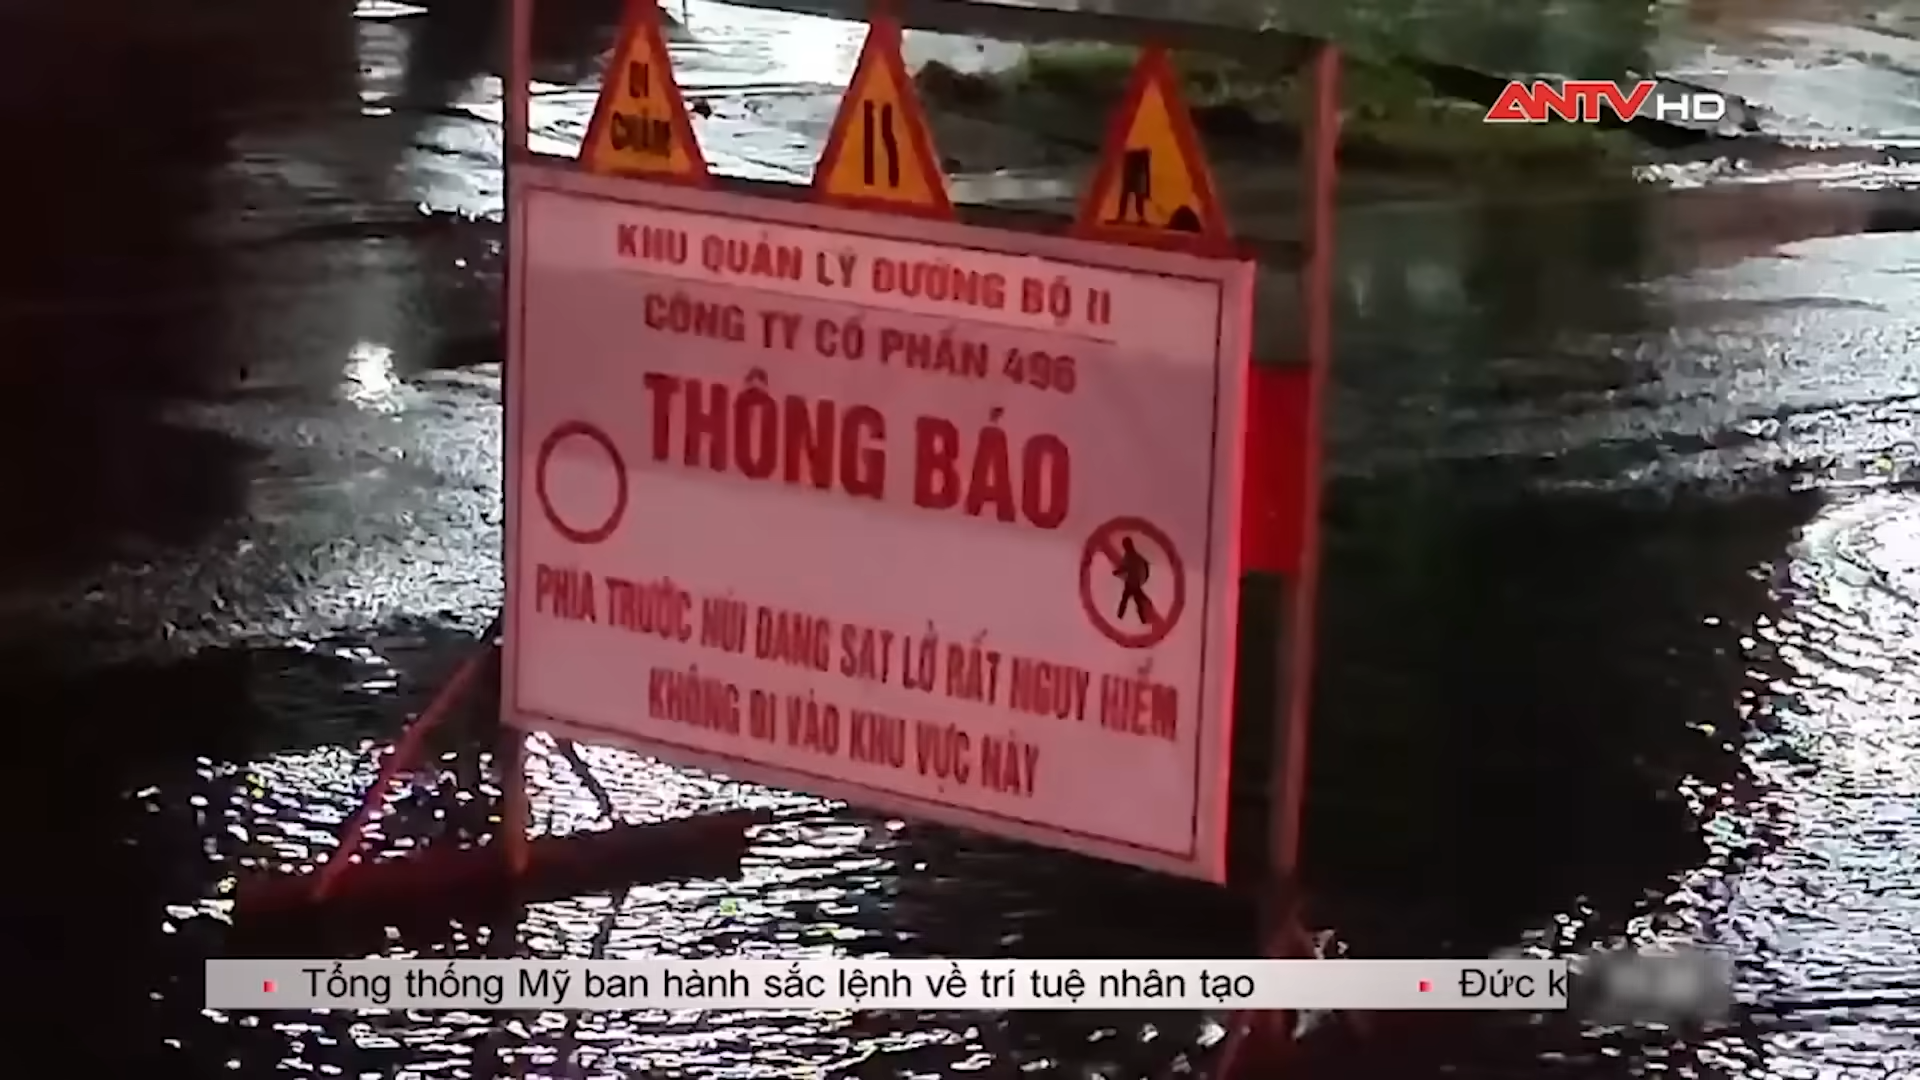 ANTV HD
ĐI
CHẬM
KHU QUẢN LÝ ĐƯỜNG BỘ II
CÔNG TY CỔ PHẦN 496
THÔNG BÁO
PHÍA TRƯỚC NÚI ĐANG SẠT LỞ RẤT NGUY HIỂM
KHÔNG ĐI VÀO KHU VỰC NÀY
Tổng thống Mỹ ban hành sắc lệnh về trí tuệ nhân tạo
Đức k